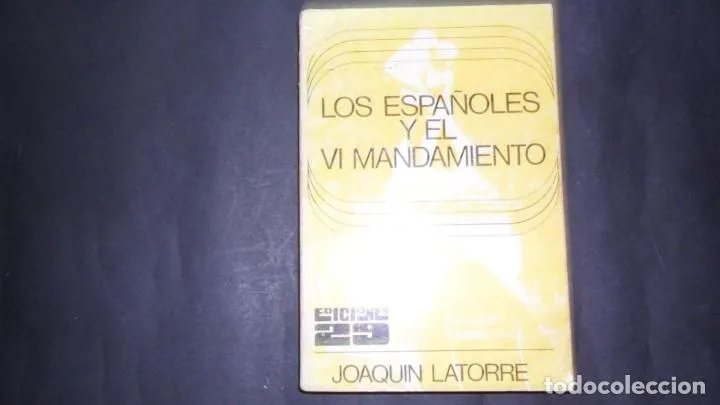 LOS ESPAÑOLES
Y EL
VI MANDAMIENTO
EDICIONES
29
JOAQUIN LATORRE
todocoleccion